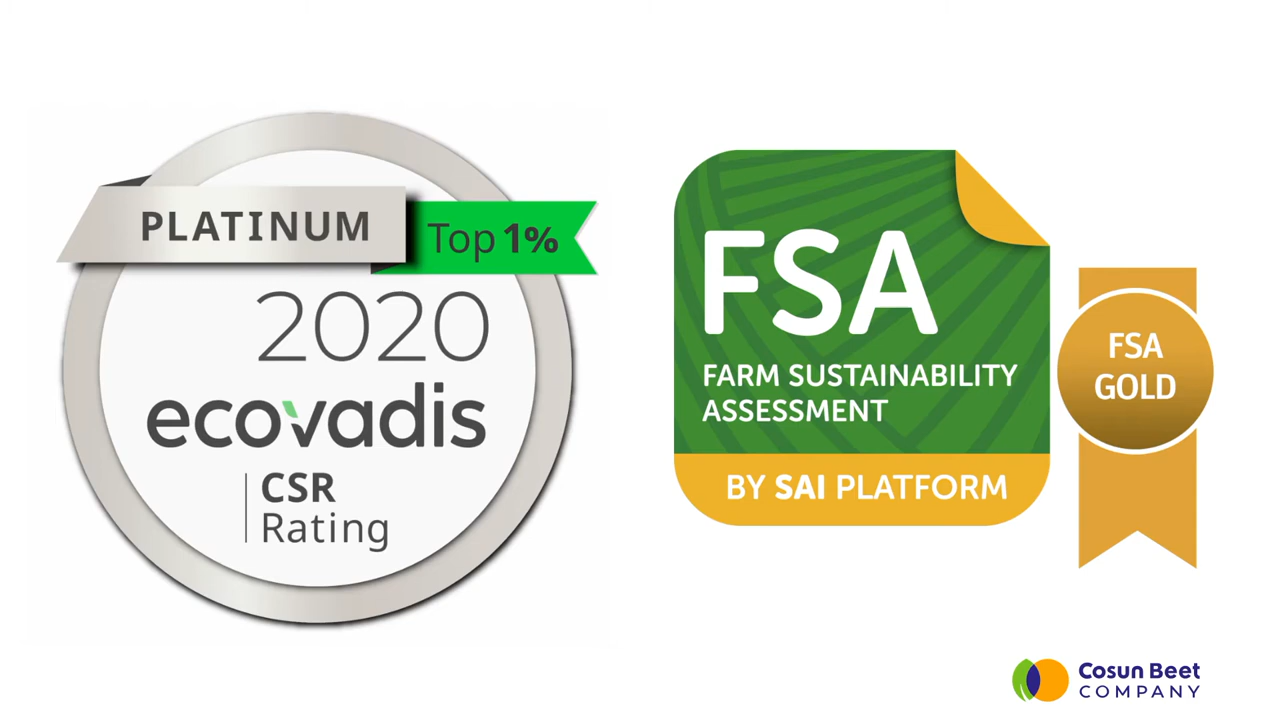 PLATINUM
Top 1%
2020
ecovadis
CSR
Rating
FSA
FARM SUSTAINABILITY
ASSESSMENT
BY SAI PLATFORM
FSA
GOLD
Cosun Beet
COMPANY